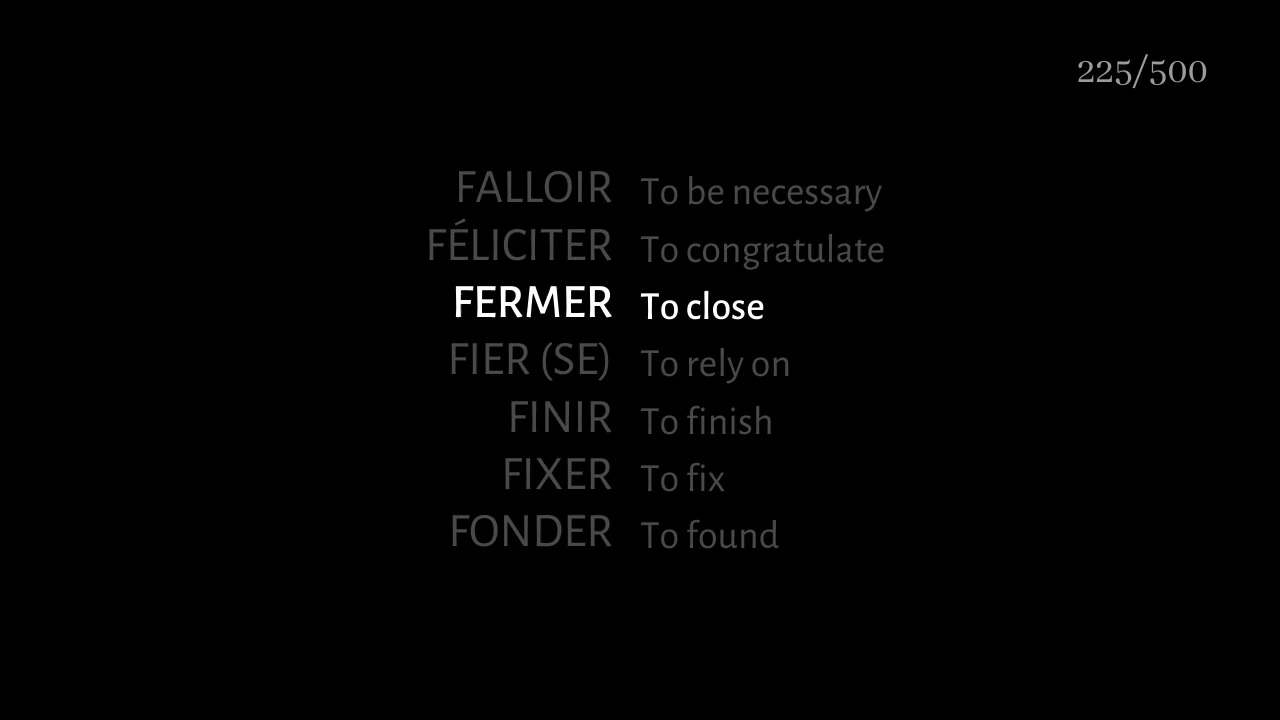 225/500
FALLOIR To be necessary
FÉLICITER To congratulate
FERMER To close
FIER (SE) To rely on
FINIR To finish
FIXER To fix
FONDER To found